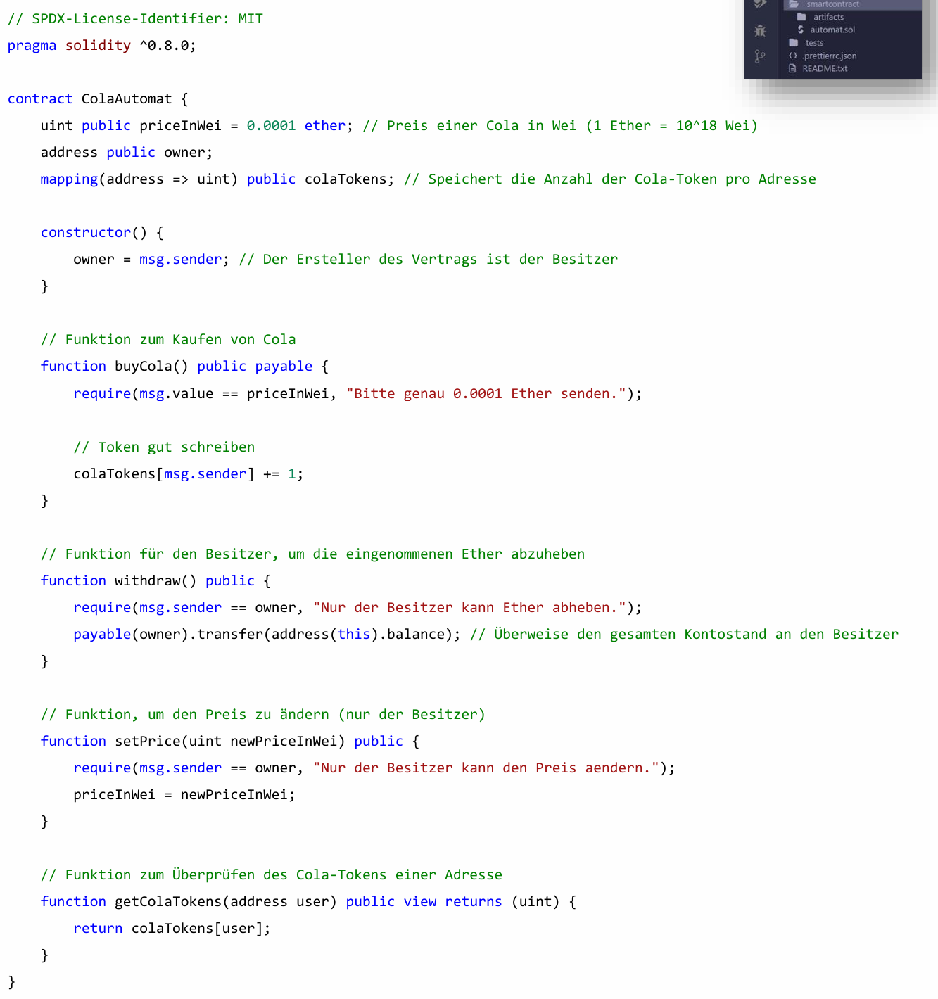 // SPDX-License-Identifier: MIT
pragma solidity ^0.8.0;
smartcontract
artifacts
automat.sol
tests
.prettierrc.json
README.txt
contract ColaAutomat {
uint public priceInWei = 0.0001 ether; // Preis einer Cola in Wei (1 Ether = 10^18 Wei)
address public owner;
mapping(address => uint) public colaTokens; // Speichert die Anzahl der Cola-Token pro Adresse
constructor() {
owner = msg.sender; // Der Ersteller des Vertrags ist der Besitzer
}
// Funktion zum Kaufen von Cola
function buyCola() public payable {
require(msg.value == priceInWei, "Bitte genau 0.0001 Ether senden.");
// Token gut schreiben
colaTokens[msg.sender] += 1;
}
// Funktion für den Besitzer, um die eingenommenen Ether abzuheben
function withdraw() public {
require(msg.sender == owner, "Nur der Besitzer kann Ether abheben.");
payable(owner).transfer(address(this).balance); // Überweise den gesamten Kontostand an den Besitzer
}
// Funktion, um den Preis zu ändern (nur der Besitzer)
function setPrice(uint newPriceInWei) public {
require(msg.sender == owner, "Nur der Besitzer kann den Preis aendern.");
priceInWei = newPriceInWei;
}
// Funktion zum Überprüfen des Cola-Tokens einer Adresse
function getColaTokens(address user) public view returns (uint) {
return colaTokens[user];
}
}